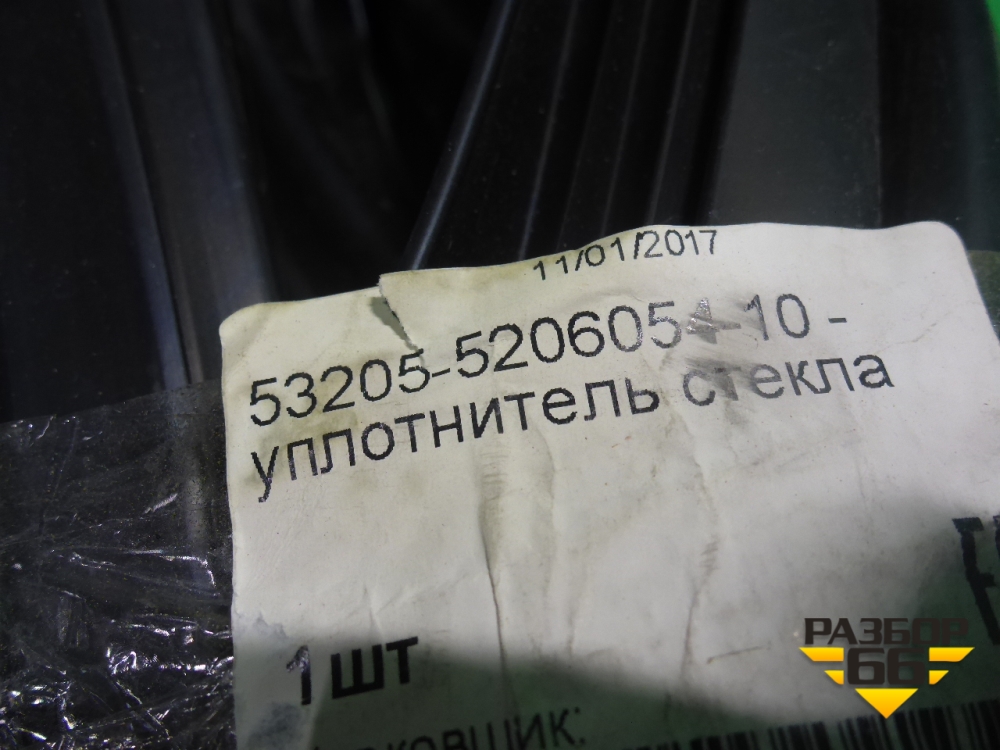 11/01/2017
53205-5206054-10 -
уплотнитель стекла
1 шт
РАЗБОР
66